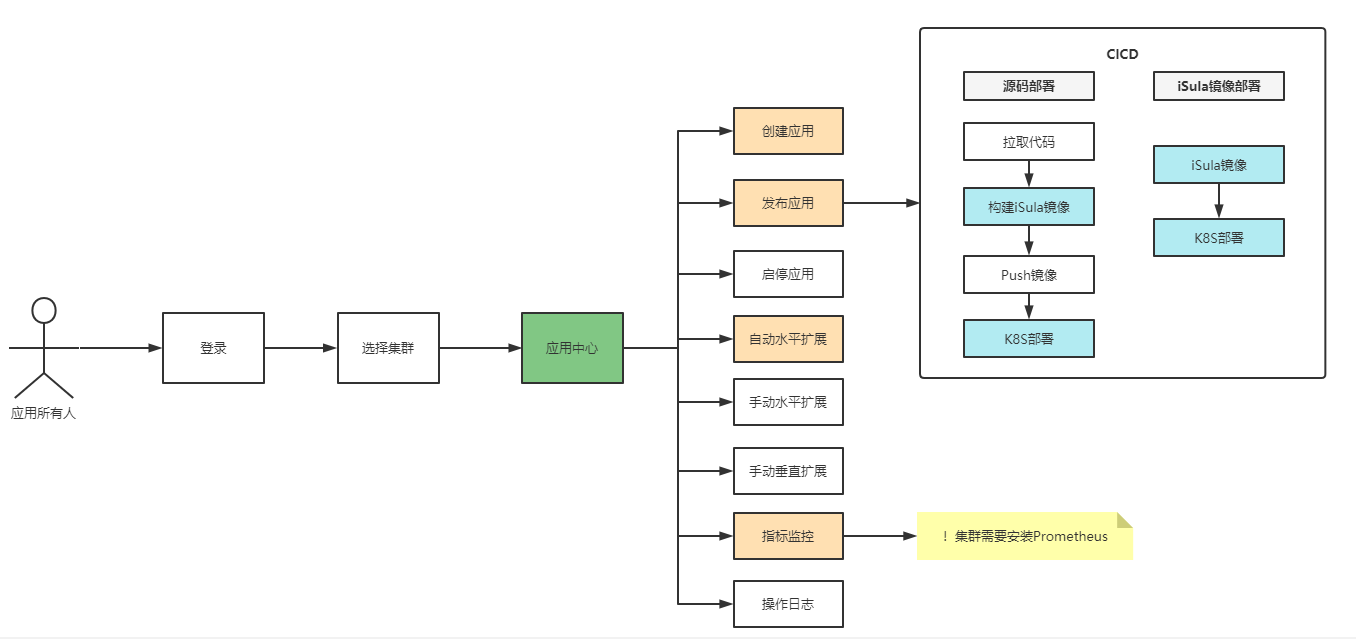 应用所有人
登录
选择集群
应用中心
创建应用
发布应用
启停应用
自动水平扩展
手动水平扩展
手动垂直扩展
指标监控
操作日志
CICD
源码部署
拉取代码
构建iSula镜像
Push镜像
K8S部署
iSula镜像部署
iSula镜像
K8S部署
！集群需要安装Prometheus